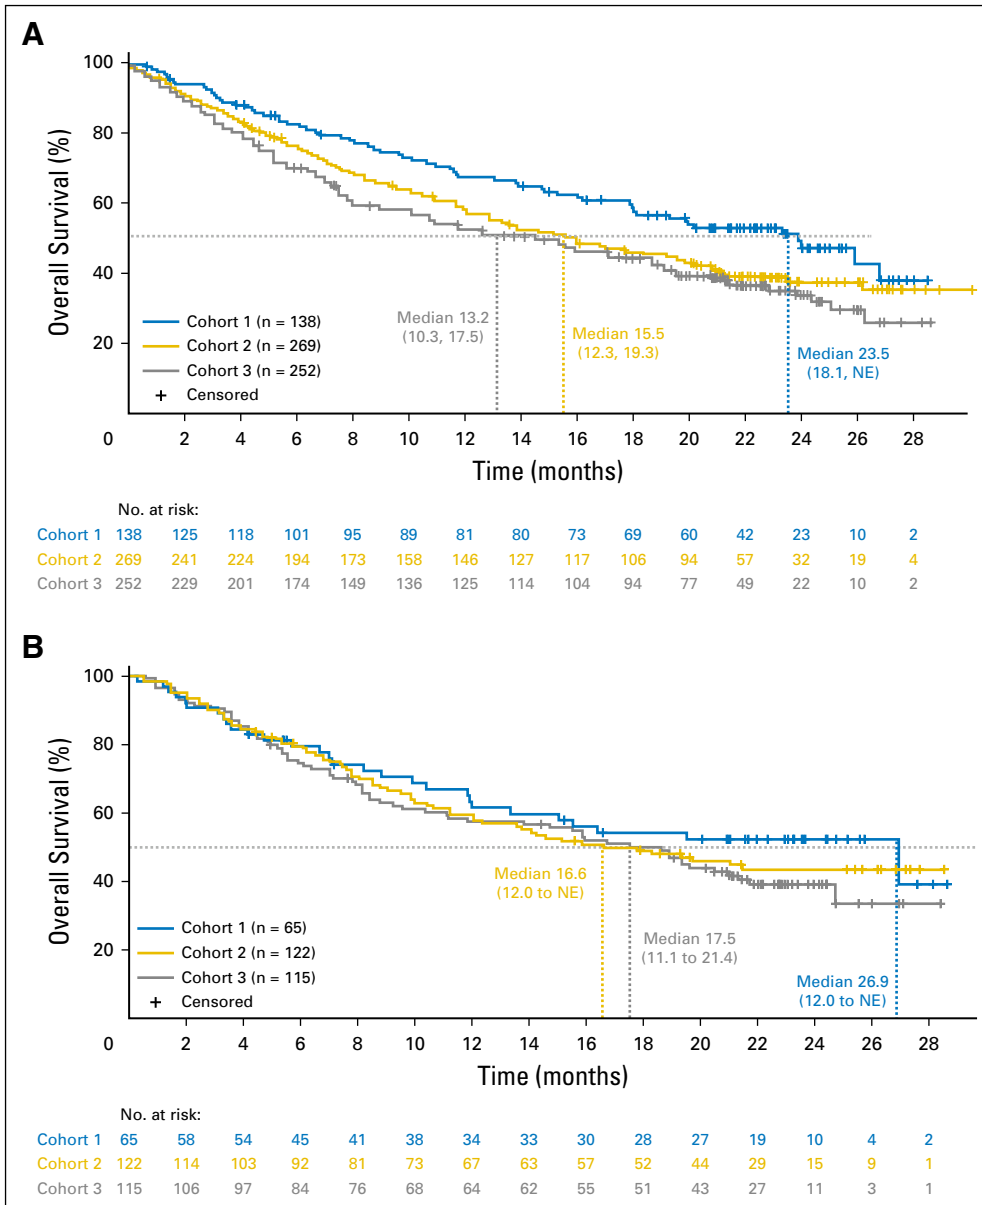 A
100
80
60
40
20
0
Overall Survival (%)
Cohort 1 (n = 138)
Cohort 2 (n = 269)
Cohort 3 (n = 252)
Censored
Median 13.2
(10.3, 17.5)
Median 15.5
(12.3, 19.3)
Median 23.5
(18.1, NE)
2 4 6 8 10 12 14 16 18 20 22 24 26 28
Time (months)
No. at risk:
Cohort 1 138 125 118 101 95 89 81 80 73 69 60 42 23 10 2
Cohort 2 269 241 224 194 173 158 146 127 117 106 94 57 32 19 4
Cohort 3 252 229 201 174 149 136 125 114 104 94 77 49 22 10 2
B
100
80
60
40
20
0
Overall Survival (%)
Cohort 1 (n = 65)
Cohort 2 (n = 122)
Cohort 3 (n = 115)
Censored
Median 16.6
(12.0 to NE)
Median 17.5
(11.1 to 21.4)
Median 26.9
(12.0 to NE)
2 4 6 8 10 12 14 16 18 20 22 24 26 28
Time (months)
No. at risk:
Cohort 1 65 58 54 45 41 38 34 33 30 28 27 19 10 4 2
Cohort 2 122 114 103 92 81 73 67 63 57 52 44 29 15 9 1
Cohort 3 115 106 97 84 76 68 64 62 55 51 43 27 11 3 1